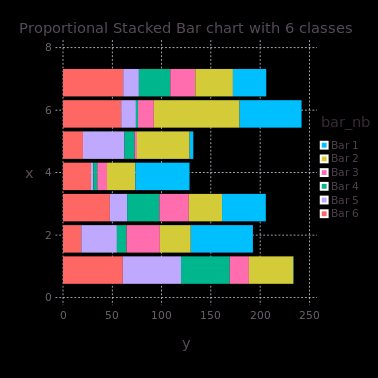 Proportional Stacked Bar chart with 6 classes
8
6
4
2
0
x
0 50 100 150 200 250
y
bar_nb
Bar 1
Bar 2
Bar 3
Bar 4
Bar 5
Bar 6